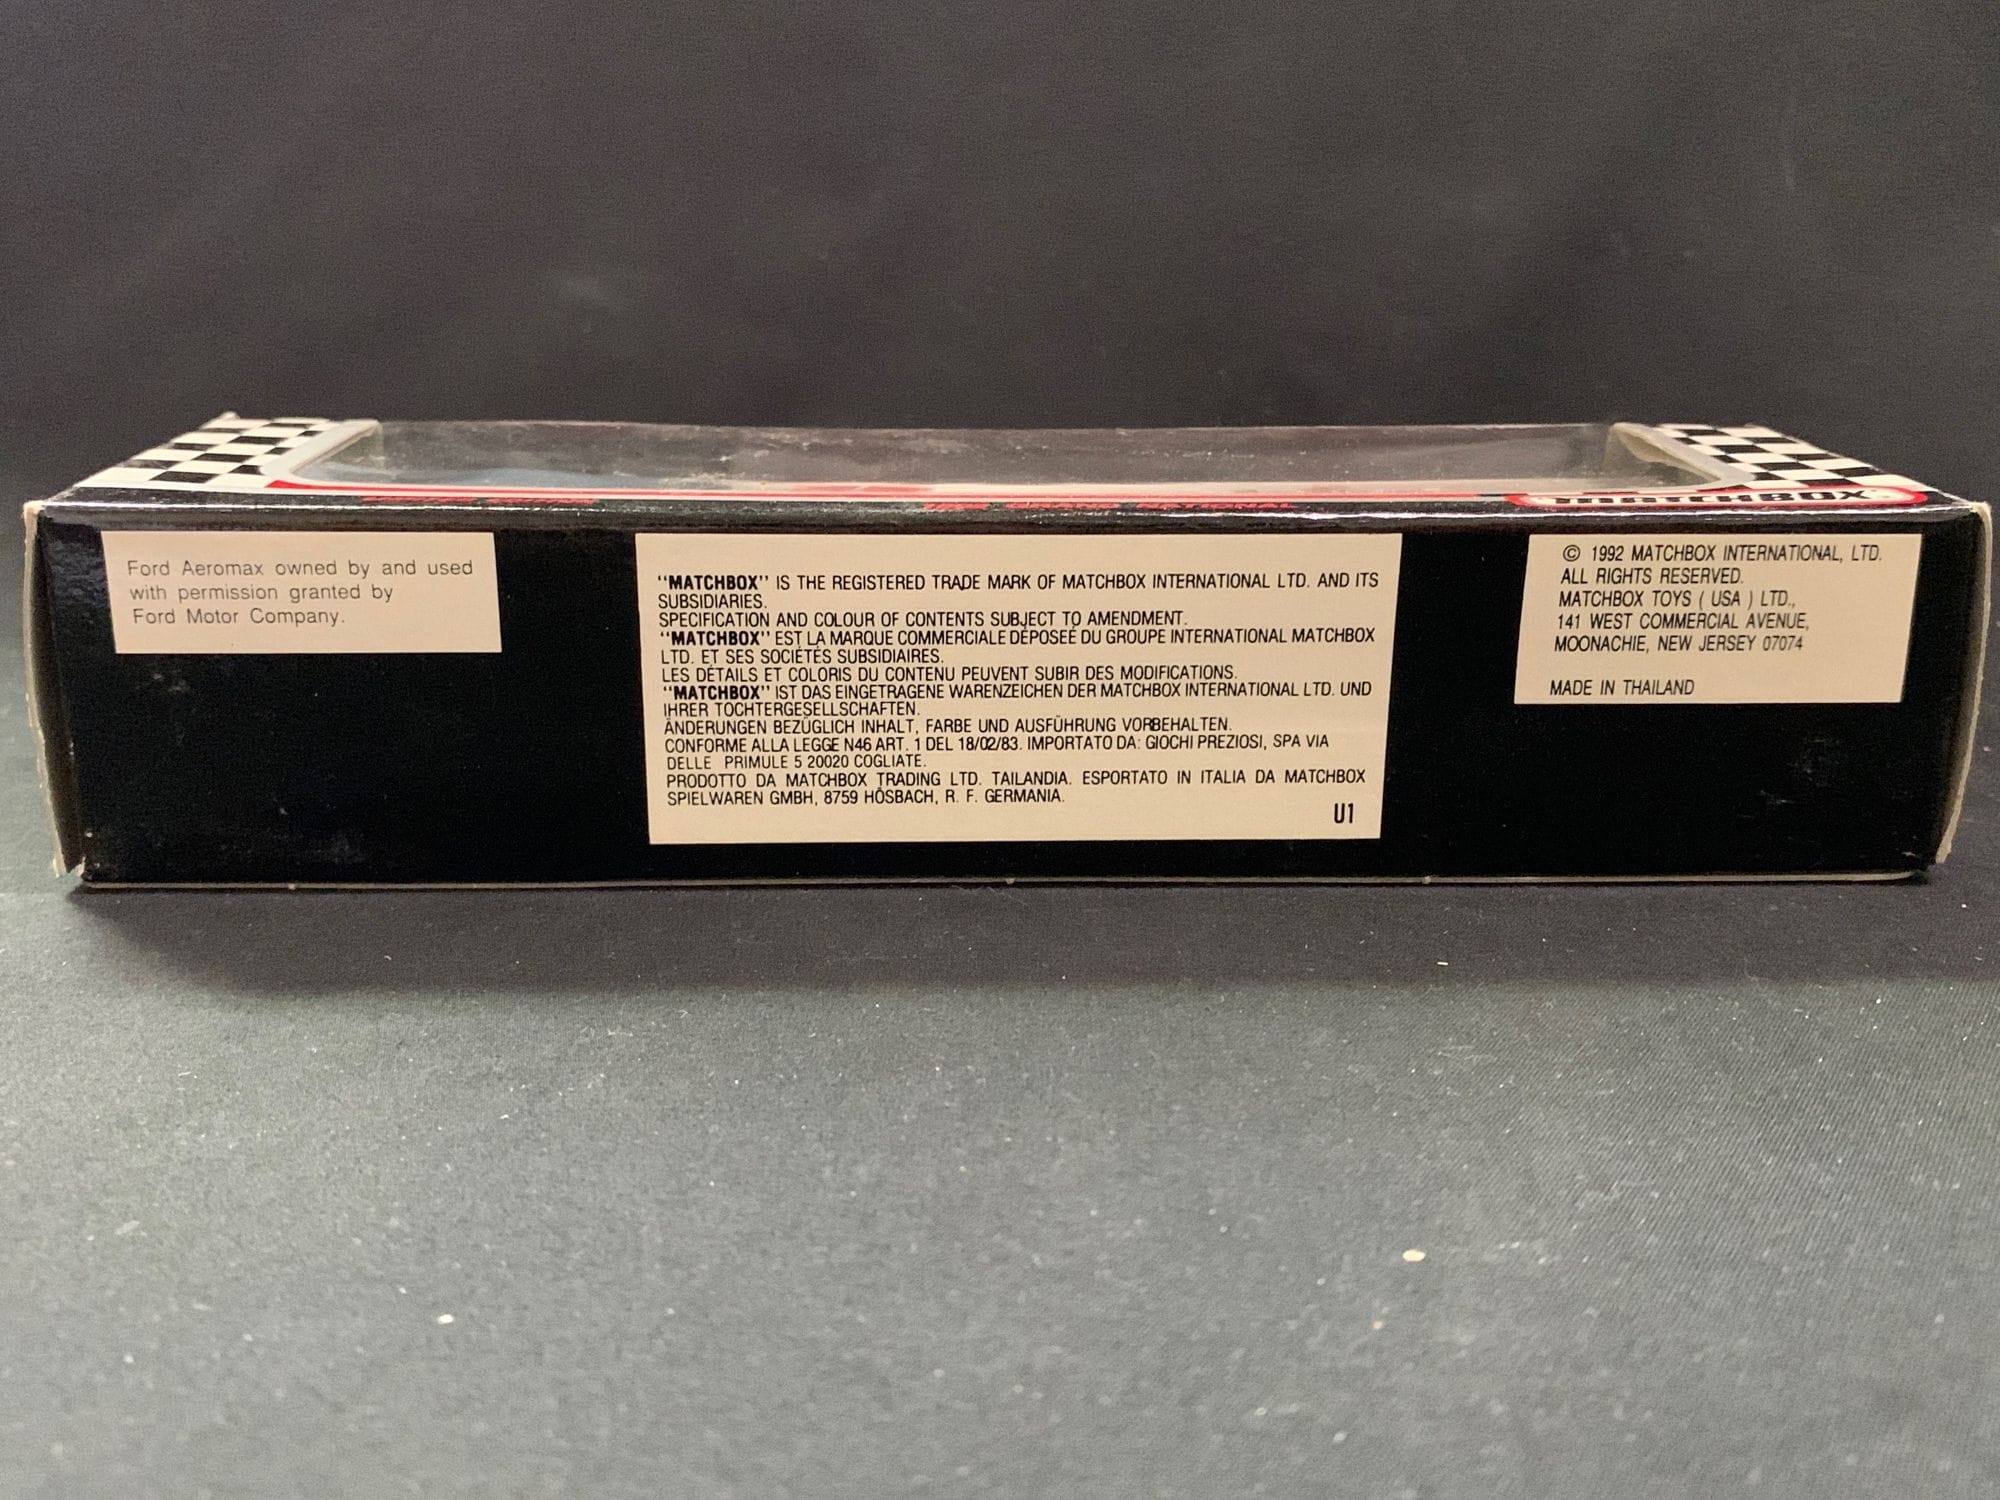 GRAND NATIONAL
MATCHBOX
Ford Aeromax owned by and used
with permission granted by
Ford Motor Company.
"MATCHBOX" IS THE REGISTERED TRADE MARK OF MATCHBOX INTERNATIONAL LTD. AND ITS
SUBSIDIARIES.
SPECIFICATION AND COLOUR OF CONTENTS SUBJECT TO AMENDMENT.
"MATCHBOX" EST LA MARQUE COMMERCIALE DÉPOSEÉ DU GROUPE INTERNATIONAL MATCHBOX
LTD. ET SES SOCIÉTÉS SUBSIDIAIRES.
LES DÉTAILS ET COLORIS DU CONTENU PEUVENT SUBIR DES MODIFICATIONS.
"MATCHBOX" IST DAS EINGETRAGENE WARENZEICHEN DER MATCHBOX INTERNATIONAL LTD. UND
IHRER TOCHTERGESELLSCHAFTEN.
ÄNDERUNGEN BEZÜGLICH INHALT, FARBE UND AUSFÜHRUNG VORBEHALTEN.
CONFORME ALLA LEGGE N46 ART. 1 DEL 18/02/83. IMPORTATO DA: GIOCHI PREZIOSI, SPA VIA
DELLE PRIMULE 5 20020 COGLIATE.
PRODOTTO DA MATCHBOX TRADING LTD. TAILANDIA. ESPORTATO IN ITALIA DA MATCHBOX
SPIELWAREN GMBH, 8759 HÖSBACH, R. F. GERMANIA.
U1
© 1992 MATCHBOX INTERNATIONAL, LTD.
ALL RIGHTS RESERVED.
MATCHBOX TOYS ( USA ) LTD.,
141 WEST COMMERCIAL AVENUE,
MOONACHIE, NEW JERSEY 07074
MADE IN THAILAND